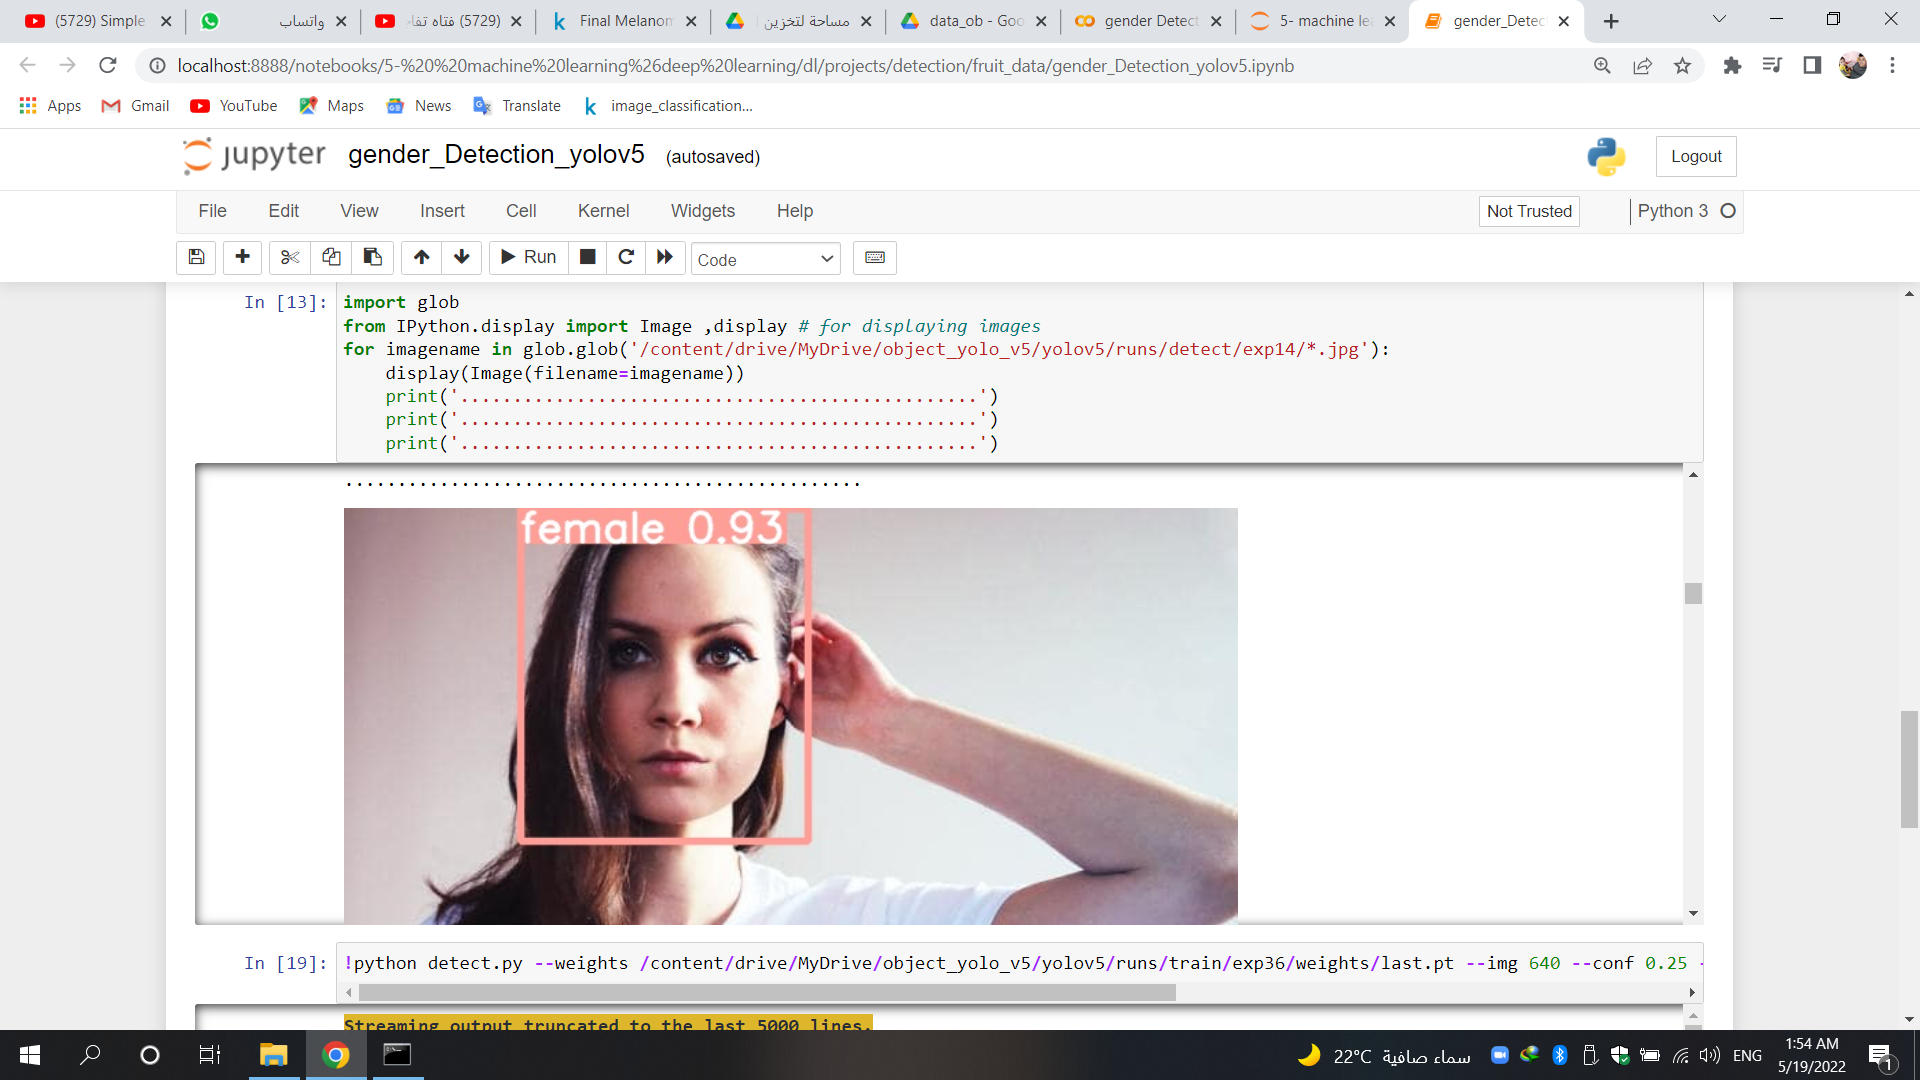 (5729) Simple
واتساب
(5729) فتاه تفا
Final Melanom
مساحة لتخزين
data_ob - Goo
gender Detect
5- machine le
gender_Detec
localhost:8888/notebooks/5-%20%20machine%20learning%26deep%20learning/dl/projects/detection/fruit_data/gender_Detection_yolov5.ipynb
Apps
Gmail
YouTube
Maps
News
Translate
image_classification...
jupyter
gender_Detection_yolov5
(autosaved)
Logout
File
Edit
View
Insert
Cell
Kernel
Widgets
Help
Not Trusted
Python 3
Run
Code
In [13]:
import glob
from IPython.display import Image ,display # for displaying images
for imagename in glob.glob('/content/drive/MyDrive/object_yolo_v5/yolov5/runs/detect/exp14/*.jpg'):
display(Image(filename=imagename))
print('.................................................')
print('.................................................')
print('.................................................')
.................................................
female 0.93
In [19]:
!python detect.py --weights /content/drive/MyDrive/object_yolo_v5/yolov5/runs/train/exp36/weights/last.pt --img 640 --conf 0.25 -
Streaming output truncated to the last 5000 lines.
22°C سماء صافية
ENG
1:54 AM
5/19/2022
1